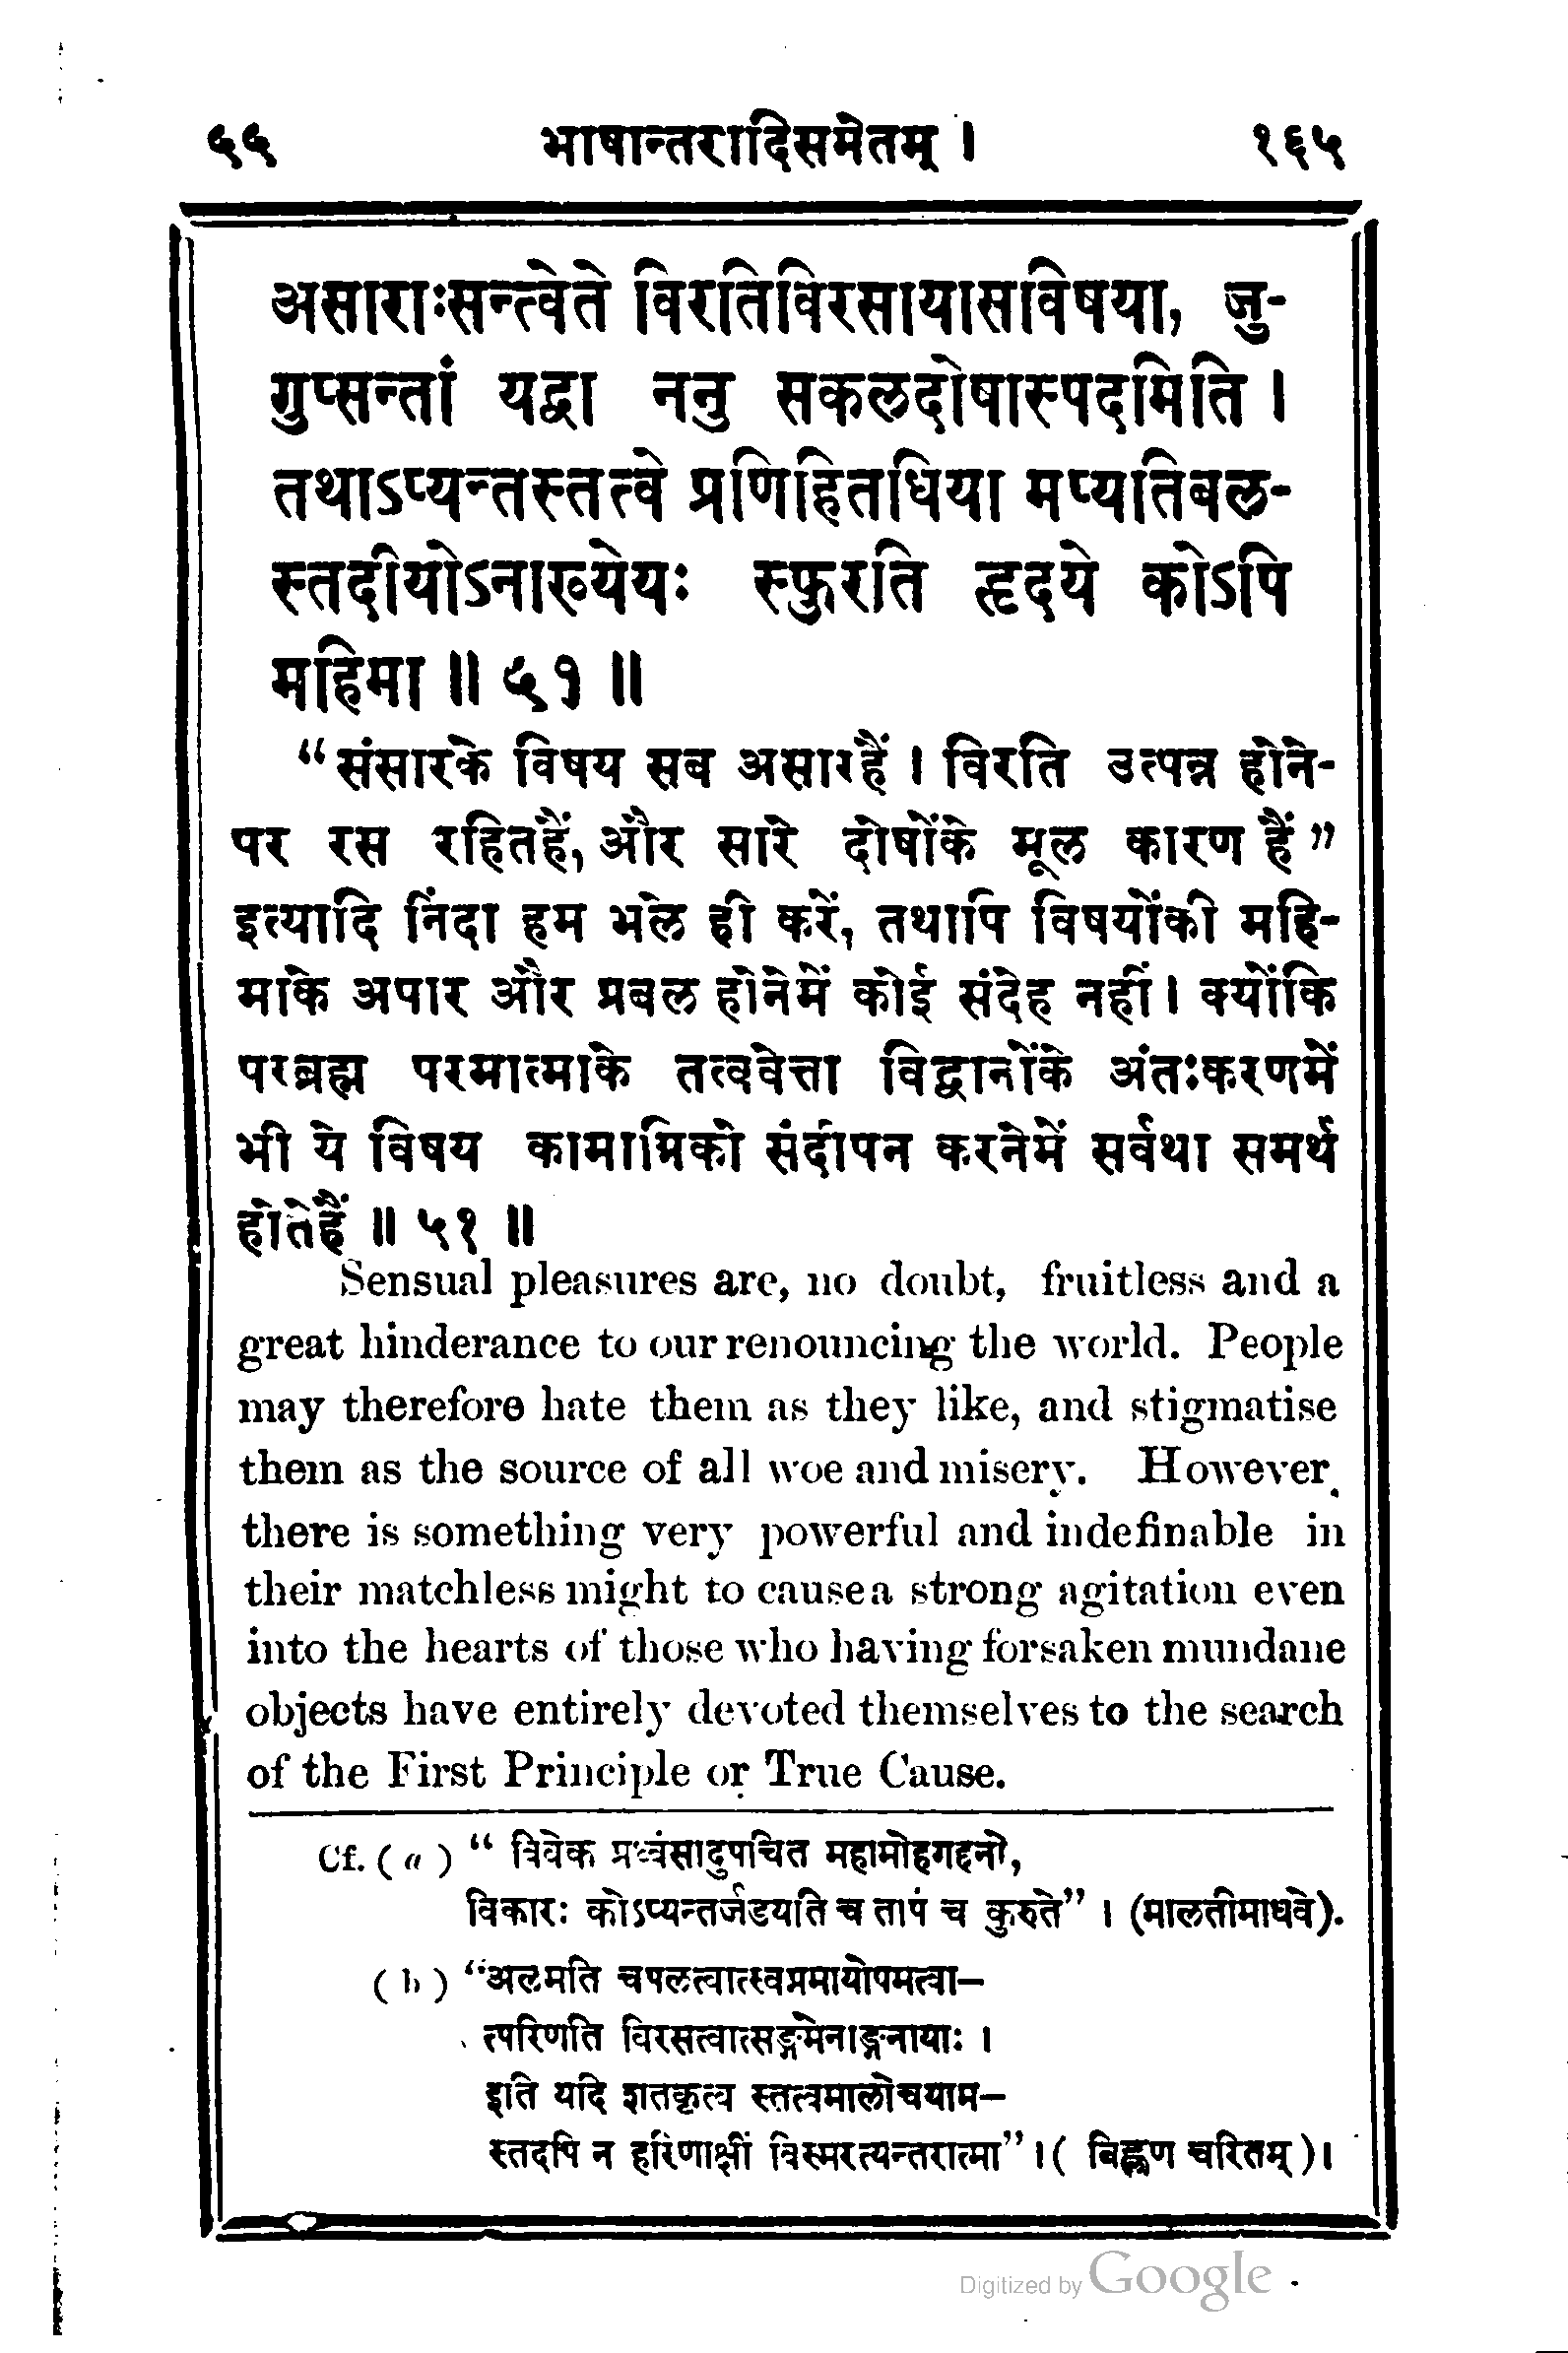 ५५ भाषान्तरादिसमेतम् । १६५
असाराःसन्त्वेते विरतिविरसायासविषया, जु-
गुप्सन्तां यद्वा ननु सकलदोषास्पदमिति ।
तथाऽप्यन्तस्तत्वे प्रणिहितधिया मप्यतिबल-
स्तदीयोऽनाख्येयः स्फुरति हृदये कोऽपि
महिमा ॥ ५१ ॥
“संसारके विषय सब असारहैं । विरति उत्पन्न होने-
पर रस रहितहैं, और सारे दोषोंके मूल कारण हैं”
इत्यादि निंदा हम भले ही करें, तथापि विषयोंकी महि-
माके अपार और प्रबल होनेमें कोई संदेह नहीं । क्योंकि
परब्रह्म परमात्माके तत्ववेत्ता विद्वानोंके अंतःकरणमें
भी ये विषय कामाग्निको संदीपन करनेमें सर्वथा समर्थ
होतेहैं ॥ ५१ ॥
Sensual pleasures are, no doubt, fruitless and a
great hinderance to our renouncing the world. People
may therefore hate them as they like, and stigmatise
them as the source of all woe and misery. However,
there is something very powerful and indefinable in
their matchless might to cause a strong agitation even
into the hearts of those who having forsaken mundane
objects have entirely devoted themselves to the search
of the First Principle or True Cause.
Cf. ( a ) “ विवेक प्रध्वंसादुपचित महामोहगहनो,
विकारः कोऽप्यन्तर्जडयति च तापं च कुरुते” । (मालतीमाधवे).
( b ) “अलमति चपलत्वात्स्वप्नमायोपमत्वा–
त्परिणति विरसत्वात्सङ्गमेनाङ्गनायाः ।
इति यदि शतकृत्व स्तत्वमालोचयाम–
स्तदपि न हरिणाक्षीं विस्मरत्यन्तरात्मा” । ( बिह्लण चरितम् ) ।
Digitized by Google